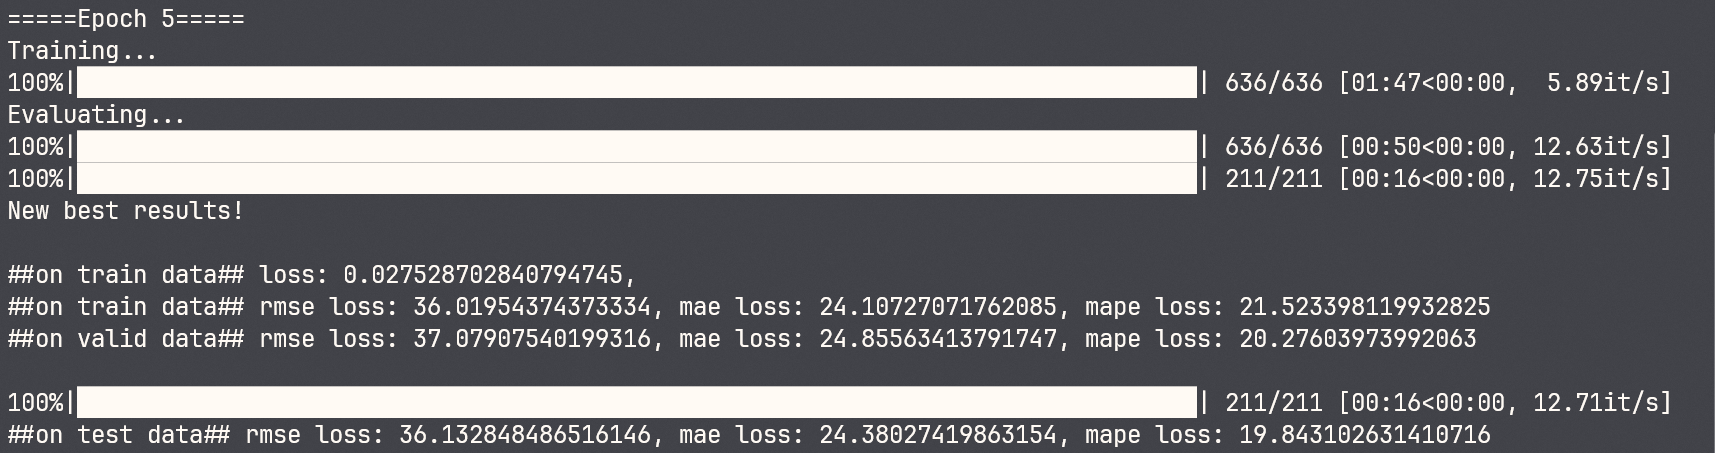 =====Epoch 5=====
Training...
100%|| 636/636 [01:47<00:00,  5.89it/s]
Evaluating...
100%|| 636/636 [00:50<00:00, 12.63it/s]
100%|| 211/211 [00:16<00:00, 12.75it/s]
New best results!
##on train data## loss: 0.027528702840794745,
##on train data## rmse loss: 36.01954374373334, mae loss: 24.10727071762085, mape loss: 21.523398119932825
##on valid data## rmse loss: 37.07907540199316, mae loss: 24.85563413791747, mape loss: 20.27603973992063
100%|| 211/211 [00:16<00:00, 12.71it/s]
##on test data## rmse loss: 36.132848486516146, mae loss: 24.38027419863154, mape loss: 19.843102631410716